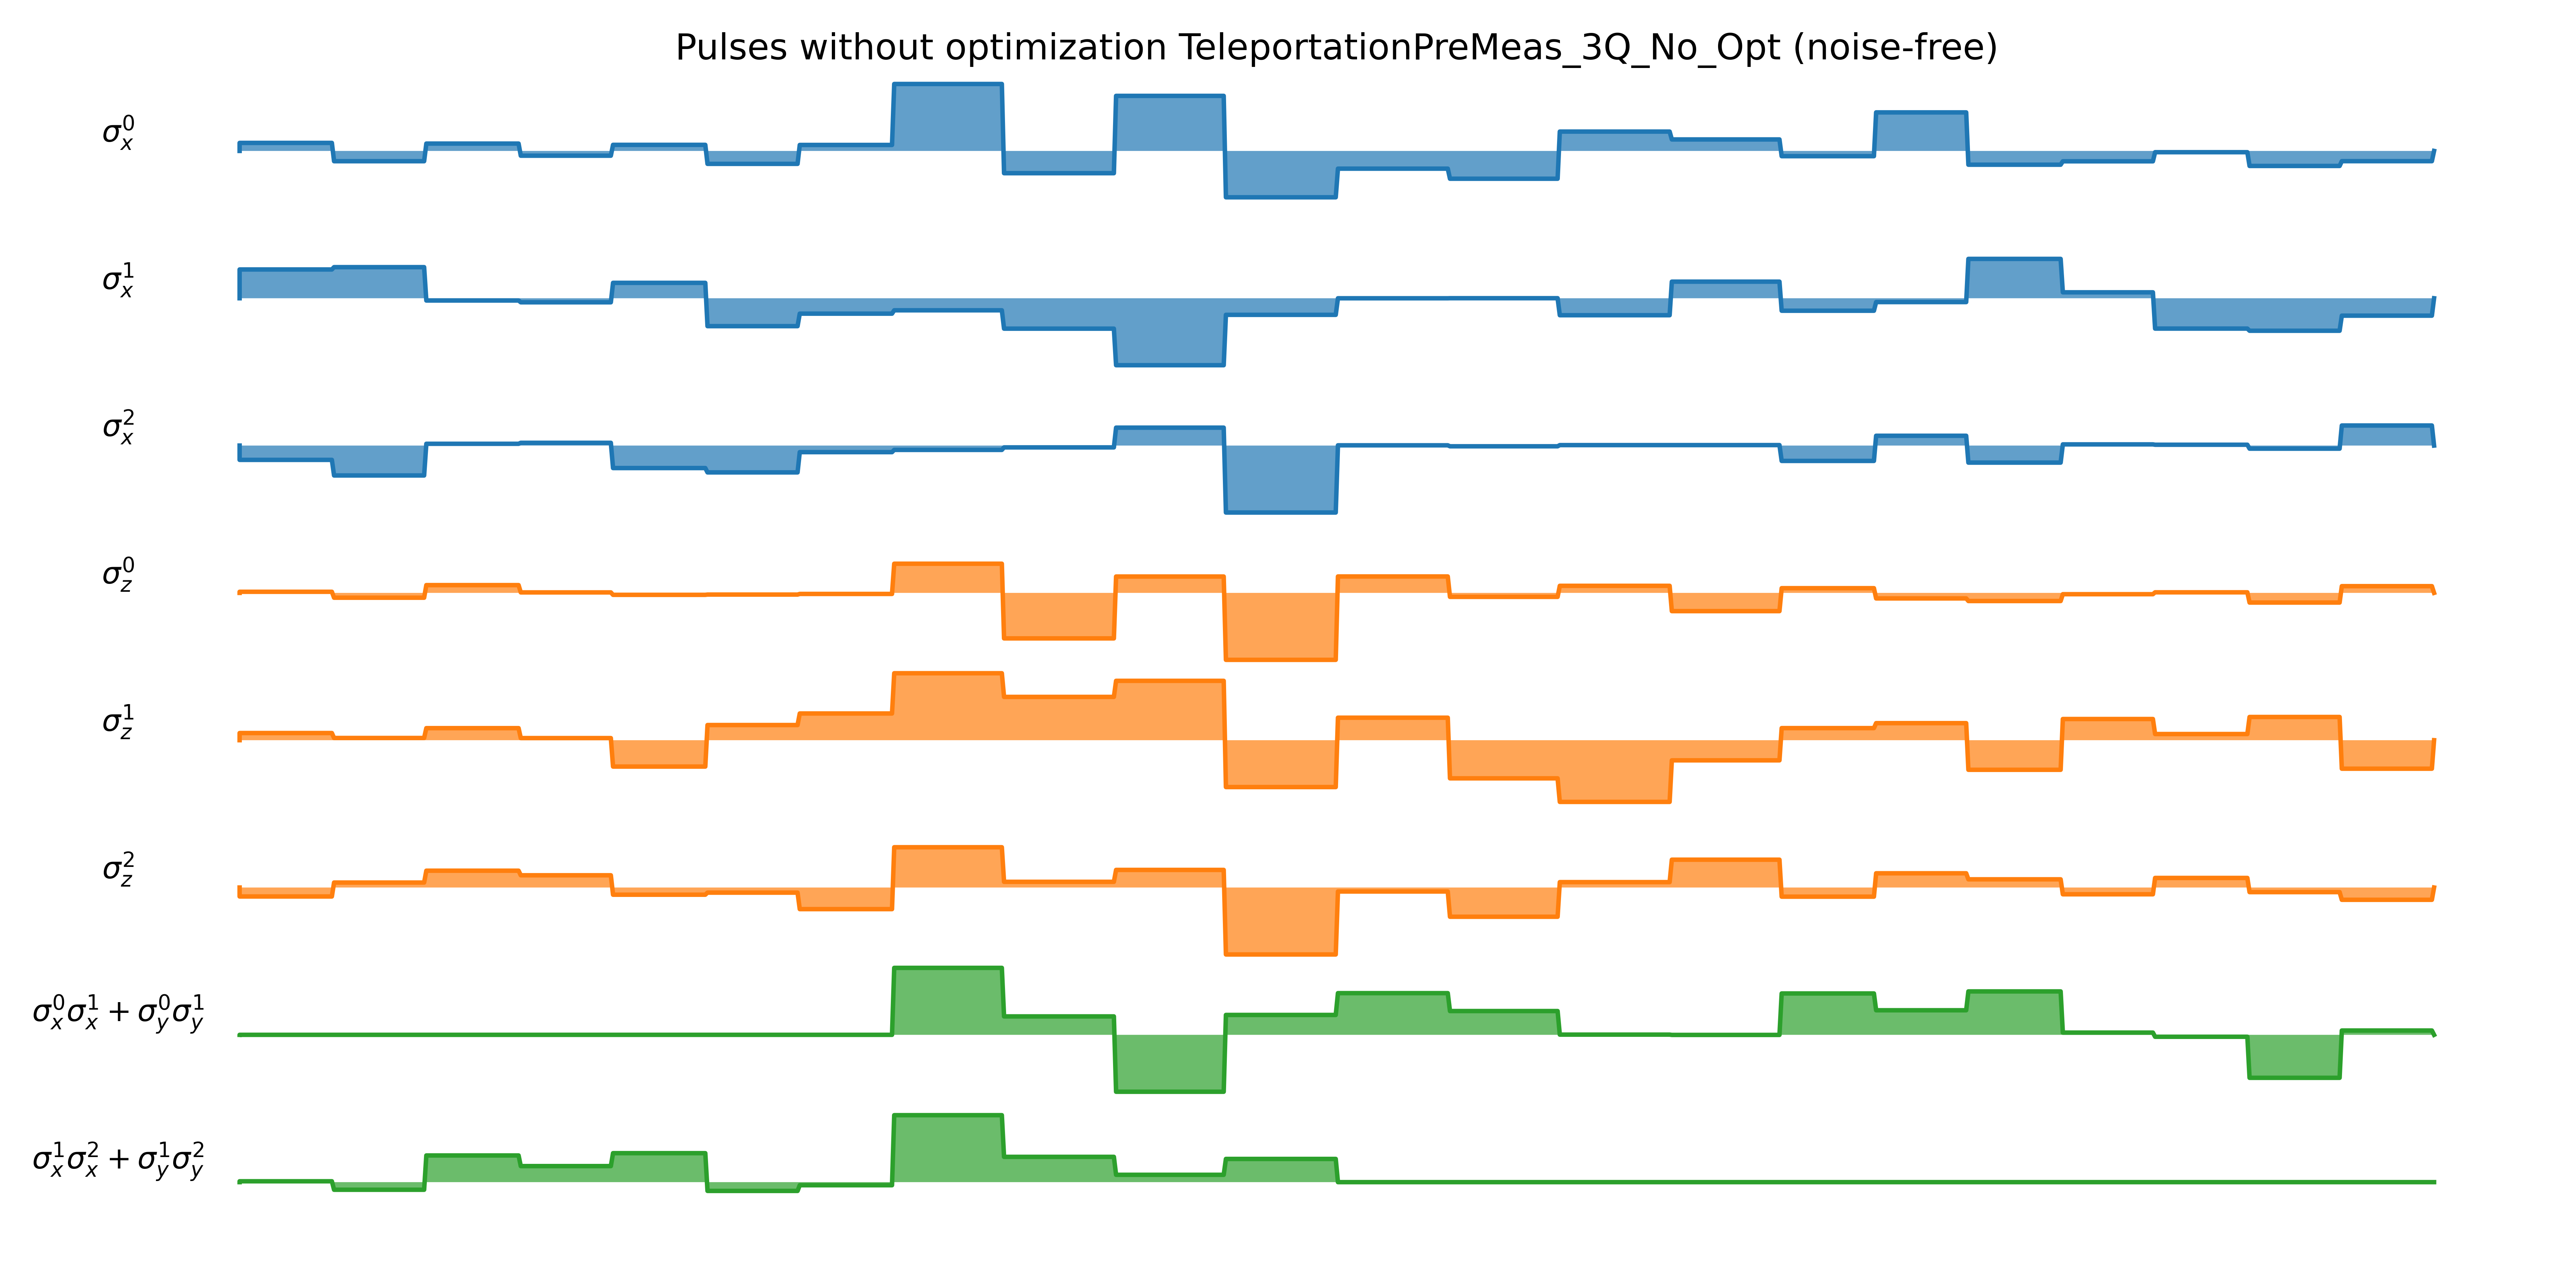 Pulses without optimization TeleportationPreMeas_3Q_No_Opt (noise-free)
σ_x^0
σ_x^1
σ_x^2
σ_z^0
σ_z^1
σ_z^2
σ_x^0σ_x^1 + σ_y^0σ_y^1
σ_x^1σ_x^2 + σ_y^1σ_y^2